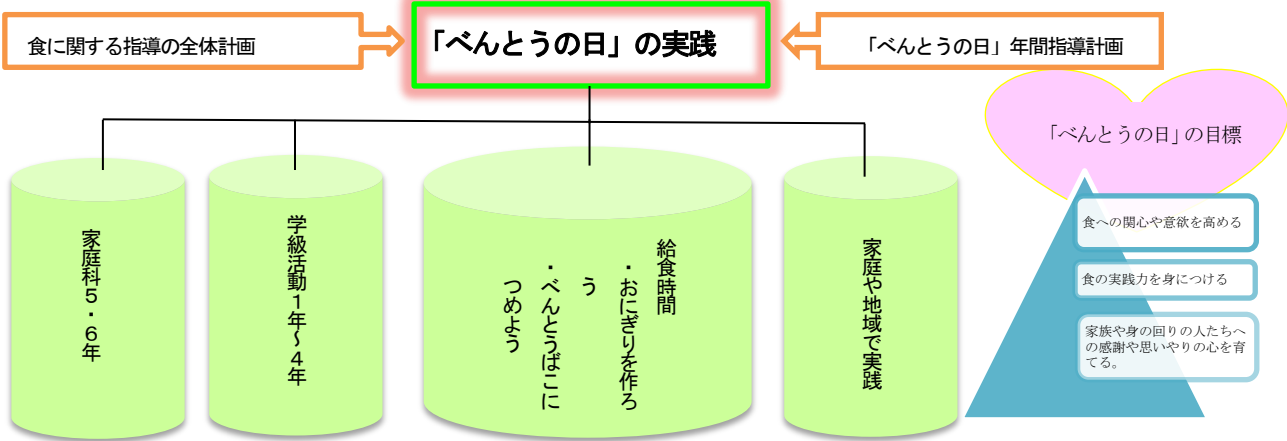 食に関する指導の全体計画
「べんとうの日」の実践
「べんとうの日」年間指導計画
「べんとうの日」の目標
家庭科5・6年
学級活動1年～4年
給食時間
・おにぎりを作ろ
う
・べんとうばこに
つめよう
家庭や地域で実践
食への関心や意欲を高める
食の実践力を身につける
家族や身の回りの人たちへ
の感謝や思いやりの心を育
てる。